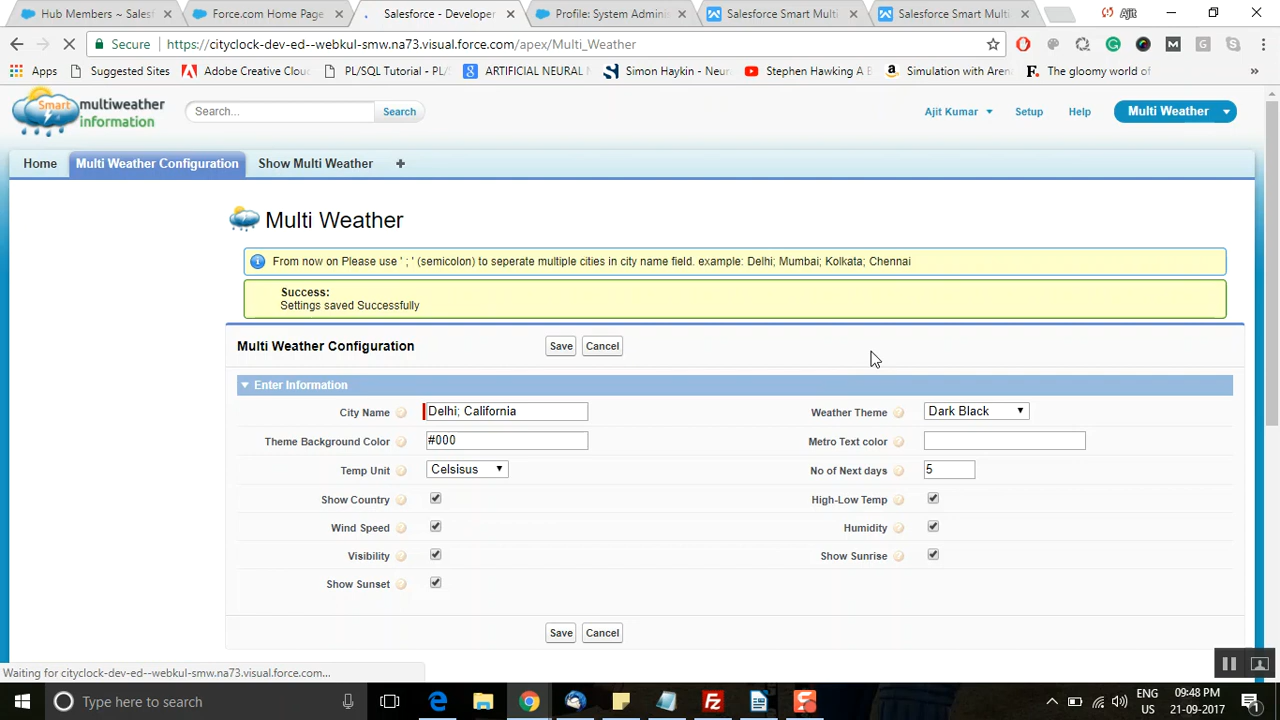 Hub Members ~ Salesf
Force.com Home Page
Salesforce - Developer
Profile: System Admini
Salesforce Smart Multi
Salesforce Smart Multi
Ajit
Secure
https://cityclock-dev-ed--webkul-smw.na73.visual.force.com/apex/Multi_Weather
Apps
Suggested Sites
Adobe Creative Clou
PL/SQL Tutorial - PL/
ARTIFICIAL NEURAL
Simon Haykin - Neur
Stephen Hawking A B
Simulation with Aren
The gloomy world of
Smart multiweather
information
Search...
Search
Ajit Kumar
Setup
Help
Multi Weather
Home
Multi Weather Configuration
Show Multi Weather
+
Multi Weather
From now on Please use ' ; ' (semicolon) to seperate multiple cities in city name field. example: Delhi; Mumbai; Kolkata; Chennai
Success:
Settings saved Successfully
Multi Weather Configuration
Save
Cancel
Enter Information
City Name
Delhi; California
Weather Theme
Dark Black
Theme Background Color
#000
Metro Text color
Temp Unit
Celsisus
No of Next days
5
Show Country
High-Low Temp
Wind Speed
Humidity
Visibility
Show Sunrise
Show Sunset
Save
Cancel
Waiting for cityclock-dev-ed--webkul-smw.na73.visual.force.com...
Type here to search
ENG
US
09:48 PM
21-09-2017